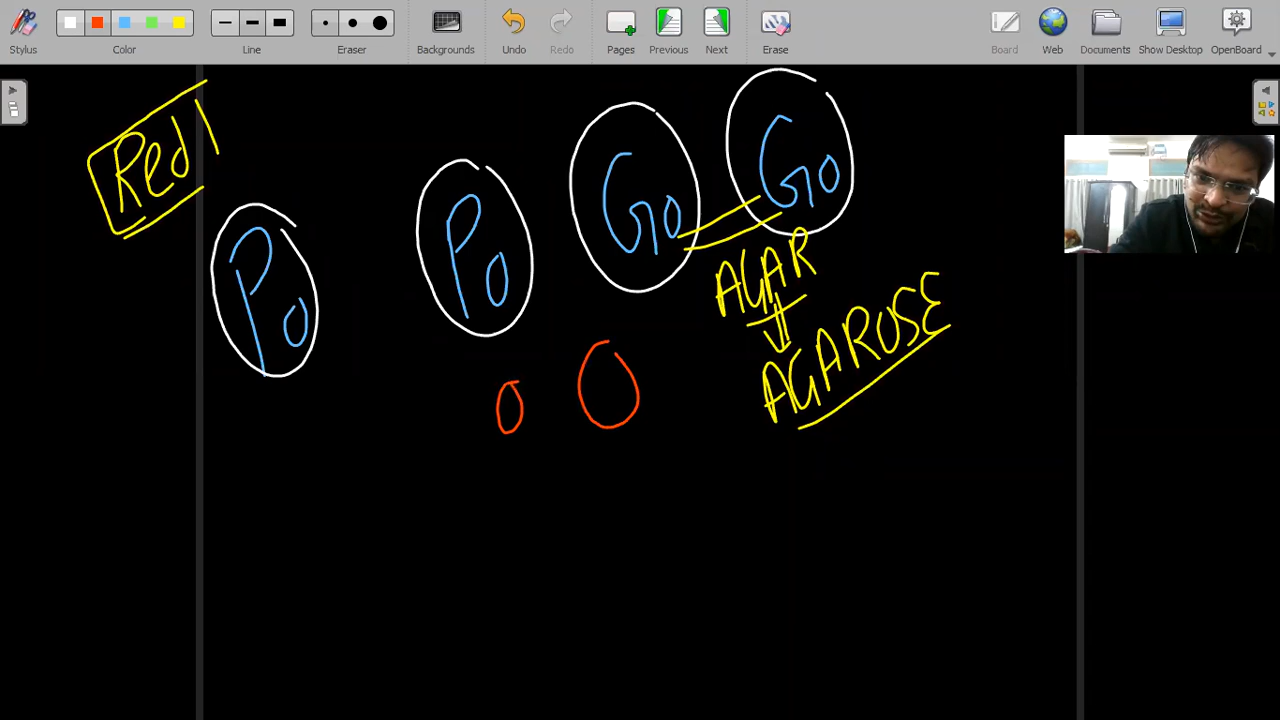 Stylus
Color
Line
Eraser
Backgrounds
Undo
Redo
Pages
Previous
Next
Erase
Board
Web
Documents
Show Desktop
OpenBoard
Red
Po
Po
Go
Go
AGAR
AGAROSE